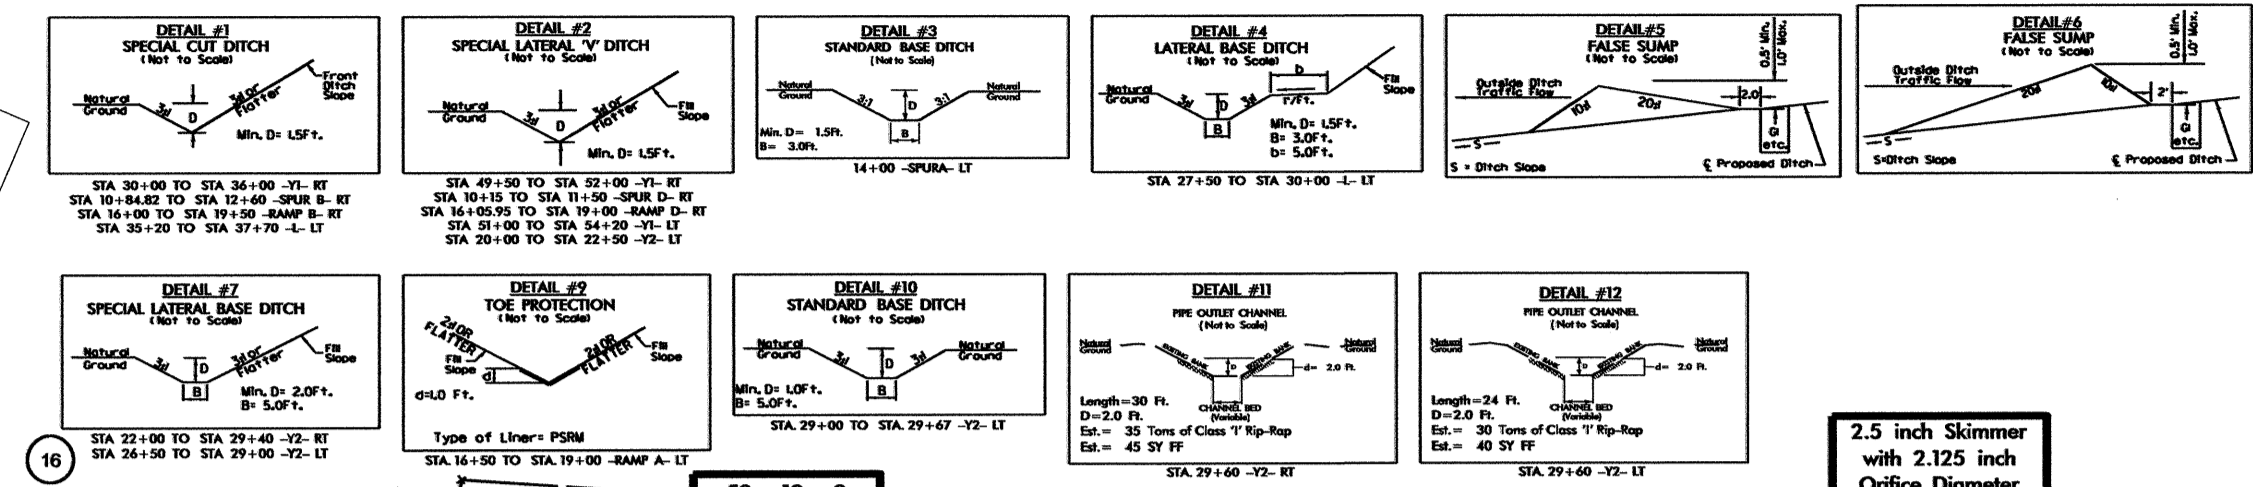 DETAIL #1
SPECIAL CUT DITCH
(Not to Scale)
Natural
Ground
3:1
D
3:1 or
Flatter
Front
Ditch
Slope
Min. D= 1.5Ft.
STA 30+00 TO STA 36+00 -Y1- RT
STA 10+84.82 TO STA 12+60 -SPUR B- RT
STA 16+00 TO STA 19+50 -RAMP B- RT
STA 35+20 TO STA 37+70 -L- LT
DETAIL #2
SPECIAL LATERAL 'V' DITCH
(Not to Scale)
Natural
Ground
3:1
D
3:1 or
Flatter
Fill
Slope
Min. D= 1.5Ft.
STA 49+50 TO STA 52+00 -Y1- RT
STA 10+15 TO STA 11+50 -SPUR D- RT
STA 16+05.95 TO STA 19+00 -RAMP D- RT
STA 51+00 TO STA 54+20 -Y1- LT
STA 20+00 TO STA 22+50 -Y2- LT
DETAIL #3
STANDARD BASE DITCH
(Not to Scale)
Natural
Ground
3:1
D
3:1
Natural
Ground
Min. D= 1.5Ft.
B= 3.0Ft.
B
14+00 -SPURA- LT
DETAIL #4
LATERAL BASE DITCH
(Not to Scale)
Natural
Ground
3:1
D
3:1
b
1"/Ft.
Fill
Slope
B
Min. D= 1.5Ft.
B= 3.0Ft.
b= 5.0Ft.
STA 27+50 TO STA 30+00 -L- LT
DETAIL#5
FALSE SUMP
(Not to Scale)
0.5' Min.
1.0' Max.
Outside Ditch
Traffic Flow
10:1
20:1
2.0
GI
etc.
S
S = Ditch Slope
℄ Proposed Ditch
DETAIL#6
FALSE SUMP
(Not to Scale)
0.5' Min.
1.0' Max.
Outside Ditch
Traffic Flow
20:1
10:1
2'
GI
etc.
S
S=Ditch Slope
℄ Proposed Ditch
DETAIL #7
SPECIAL LATERAL BASE DITCH
(Not to Scale)
Natural
Ground
3:1
D
3:1 or
Flatter
Fill
Slope
B
Min. D= 2.0Ft.
B= 5.0Ft.
STA 22+00 TO STA 29+40 -Y2- RT
STA 26+50 TO STA 29+00 -Y2- LT
16
DETAIL #9
TOE PROTECTION
(Not to Scale)
2:1 OR
FLATTER
Fill
Slope
d
2:1 OR
FLATTER
Fill
Slope
d=1.0 Ft.
Type of Liner= PSRM
STA. 16+50 TO STA. 19+00 -RAMP A- LT
DETAIL #10
STANDARD BASE DITCH
(Not to Scale)
Natural
Ground
3:1
D
3:1
Natural
Ground
Min. D= 1.0Ft.
B= 5.0Ft.
B
STA. 29+00 TO STA. 29+67 -Y2- LT
DETAIL #11
PIPE OUTLET CHANNEL
(Not to Scale)
Natural
Ground
EXISTING BANK
D
EXISTING BANK
Natural
Ground
d= 2.0 Ft.
Length=30 Ft.
D=2.0 Ft.
CHANNEL BED
(Variable)
Est.= 35 Tons of Class 'I' Rip-Rap
Est.= 45 SY FF
STA. 29+60 -Y2- RT
DETAIL #12
PIPE OUTLET CHANNEL
(Not to Scale)
Natural
Ground
EXISTING BANK
D
EXISTING BANK
Natural
Ground
d= 2.0 Ft.
Length=24 Ft.
D=2.0 Ft.
CHANNEL BED
(Variable)
Est.= 30 Tons of Class 'I' Rip-Rap
Est.= 40 SY FF
STA. 29+60 -Y2- LT
2.5 inch Skimmer
with 2.125 inch
Orifice Diameter